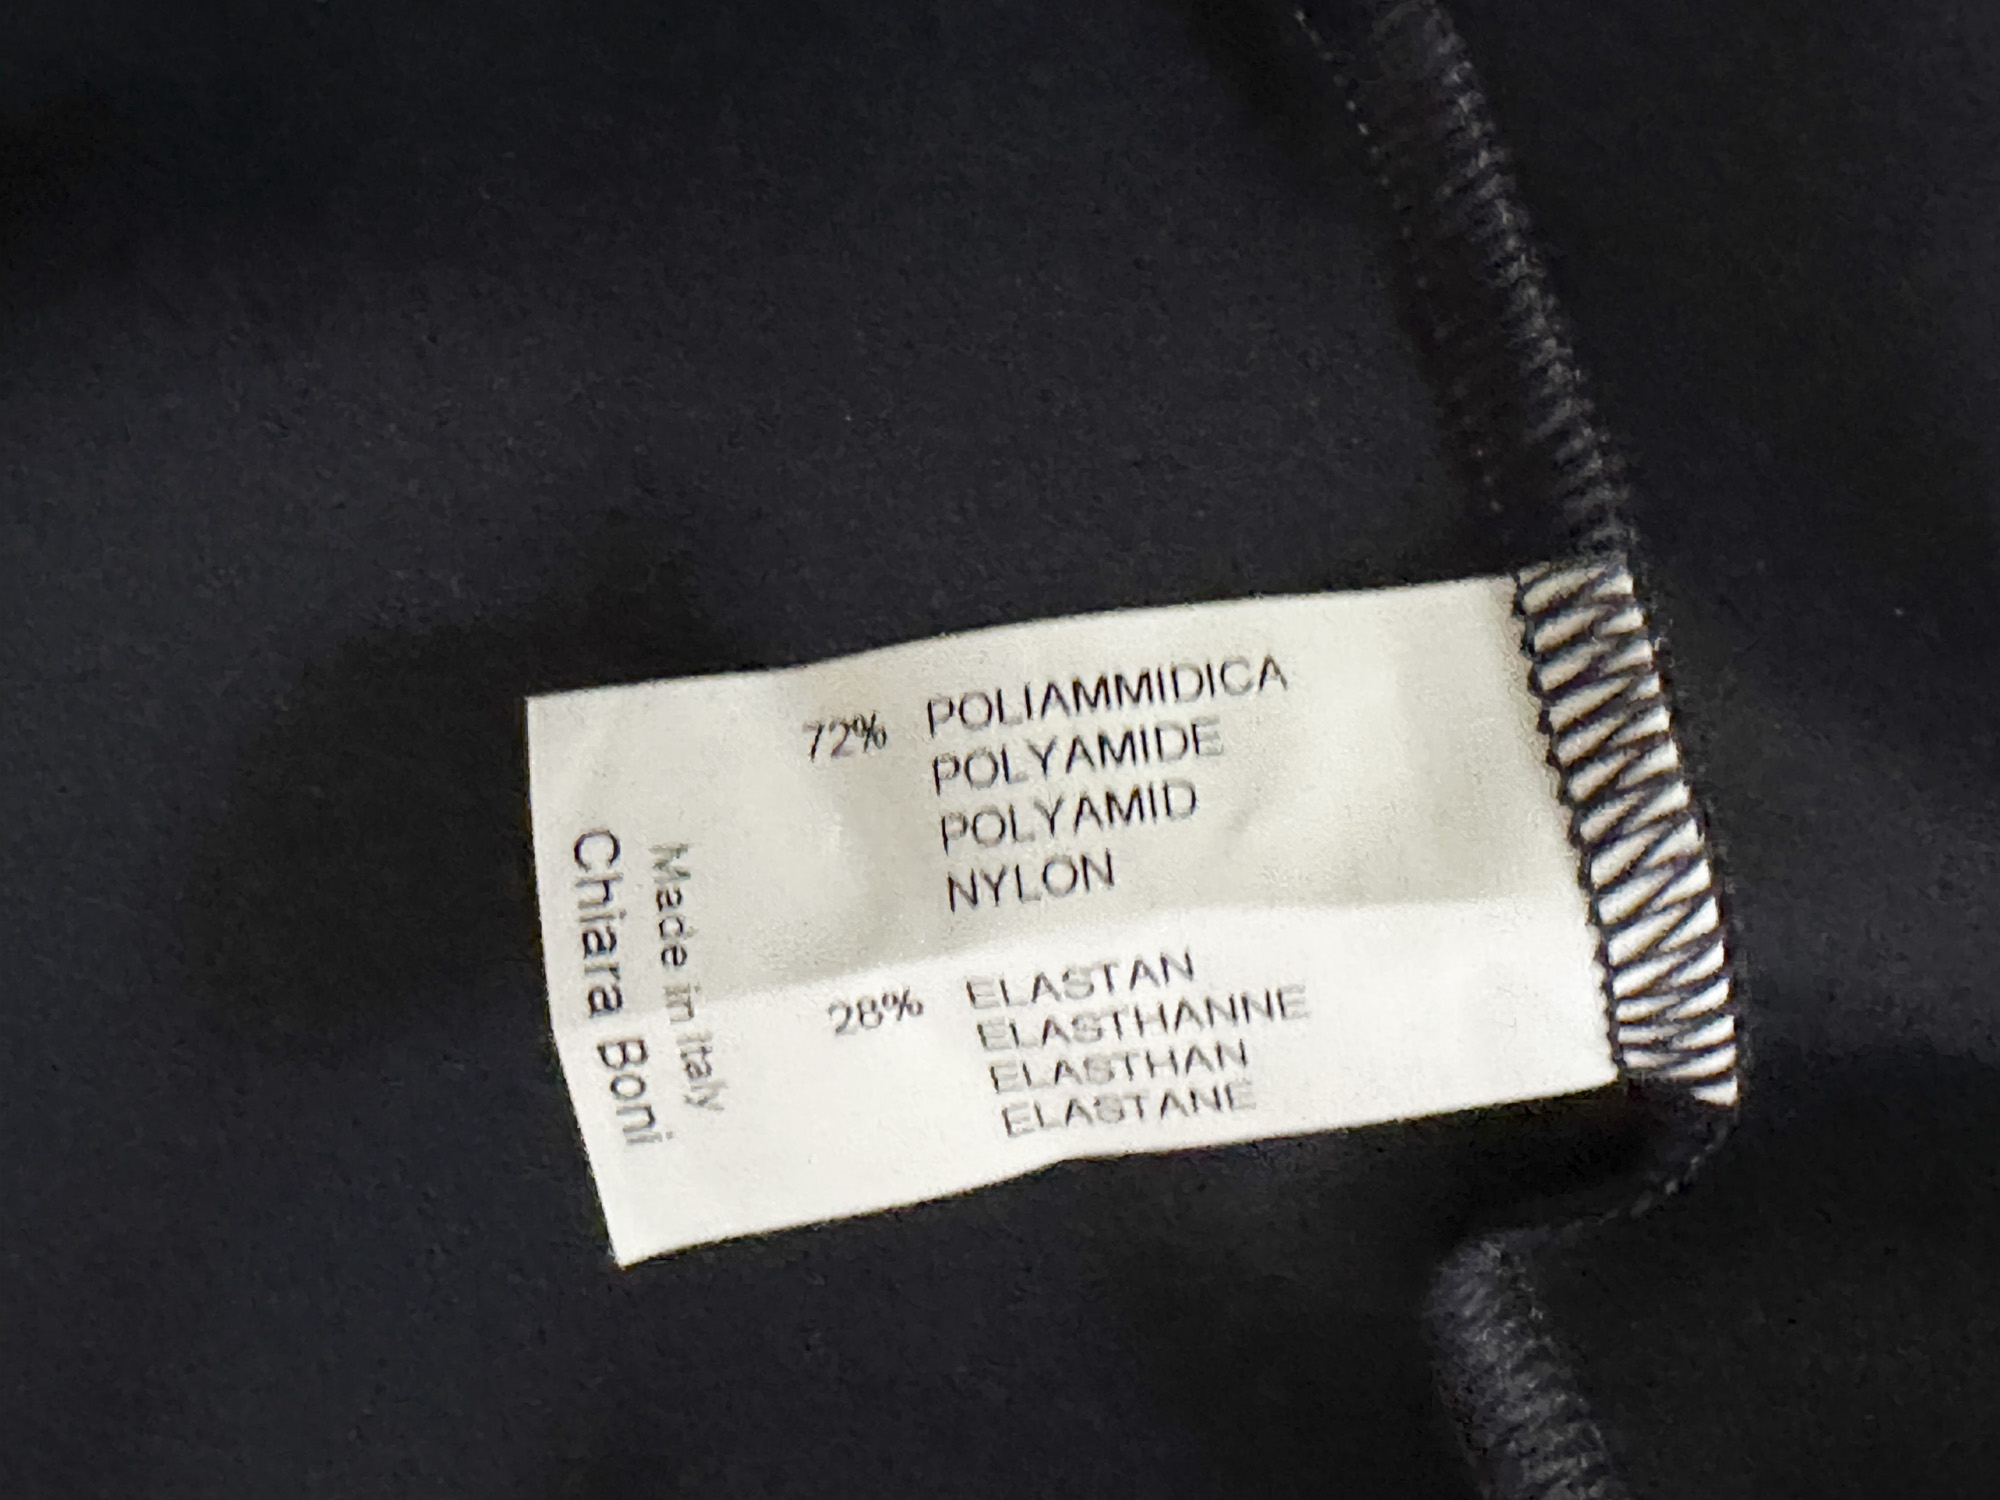 72% POLIAMMIDICA
POLYAMIDE
POLYAMID
NYLON
28% ELASTAN
ELASTHANNE
ELASTHAN
ELASTANE
Made in Italy
Chiara Boni